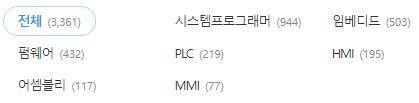 전체 (3,361) 시스템프로그래머 (944) 임베디드 (503)
펌웨어 (432) PLC (219) HMI (195)
어셈블리 (117) MMI (77)